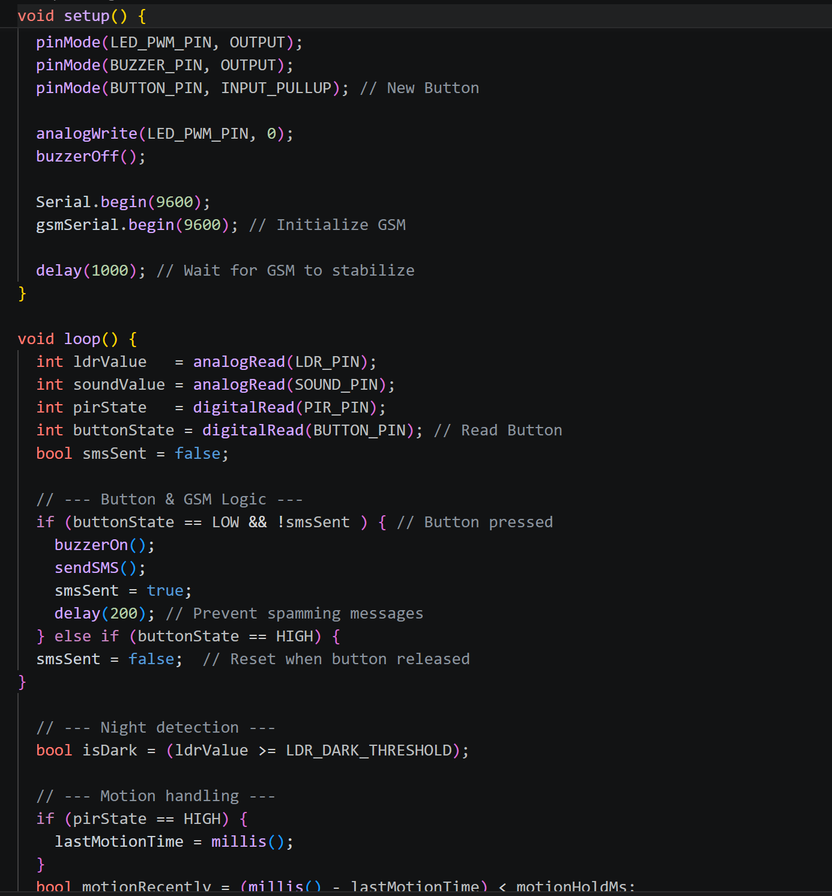 void setup() {
  pinMode(LED_PWM_PIN, OUTPUT);
  pinMode(BUZZER_PIN, OUTPUT);
  pinMode(BUTTON_PIN, INPUT_PULLUP); // New Button

  analogWrite(LED_PWM_PIN, 0);
  buzzerOff();

  Serial.begin(9600);
  gsmSerial.begin(9600); // Initialize GSM

  delay(1000); // Wait for GSM to stabilize
}

void loop() {
  int ldrValue   = analogRead(LDR_PIN);
  int soundValue = analogRead(SOUND_PIN);
  int pirState   = digitalRead(PIR_PIN);
  int buttonState = digitalRead(BUTTON_PIN); // Read Button
  bool smsSent = false;

  // --- Button & GSM Logic ---
  if (buttonState == LOW && !smsSent ) { // Button pressed
    buzzerOn();
    sendSMS();
    smsSent = true;
    delay(200); // Prevent spamming messages
  } else if (buttonState == HIGH) {
  smsSent = false;  // Reset when button released
}

  // --- Night detection ---
  bool isDark = (ldrValue >= LDR_DARK_THRESHOLD);

  // --- Motion handling ---
  if (pirState == HIGH) {
    lastMotionTime = millis();
  }
  bool motionRecently = (millis() - lastMotionTime) < motionHoldMs;